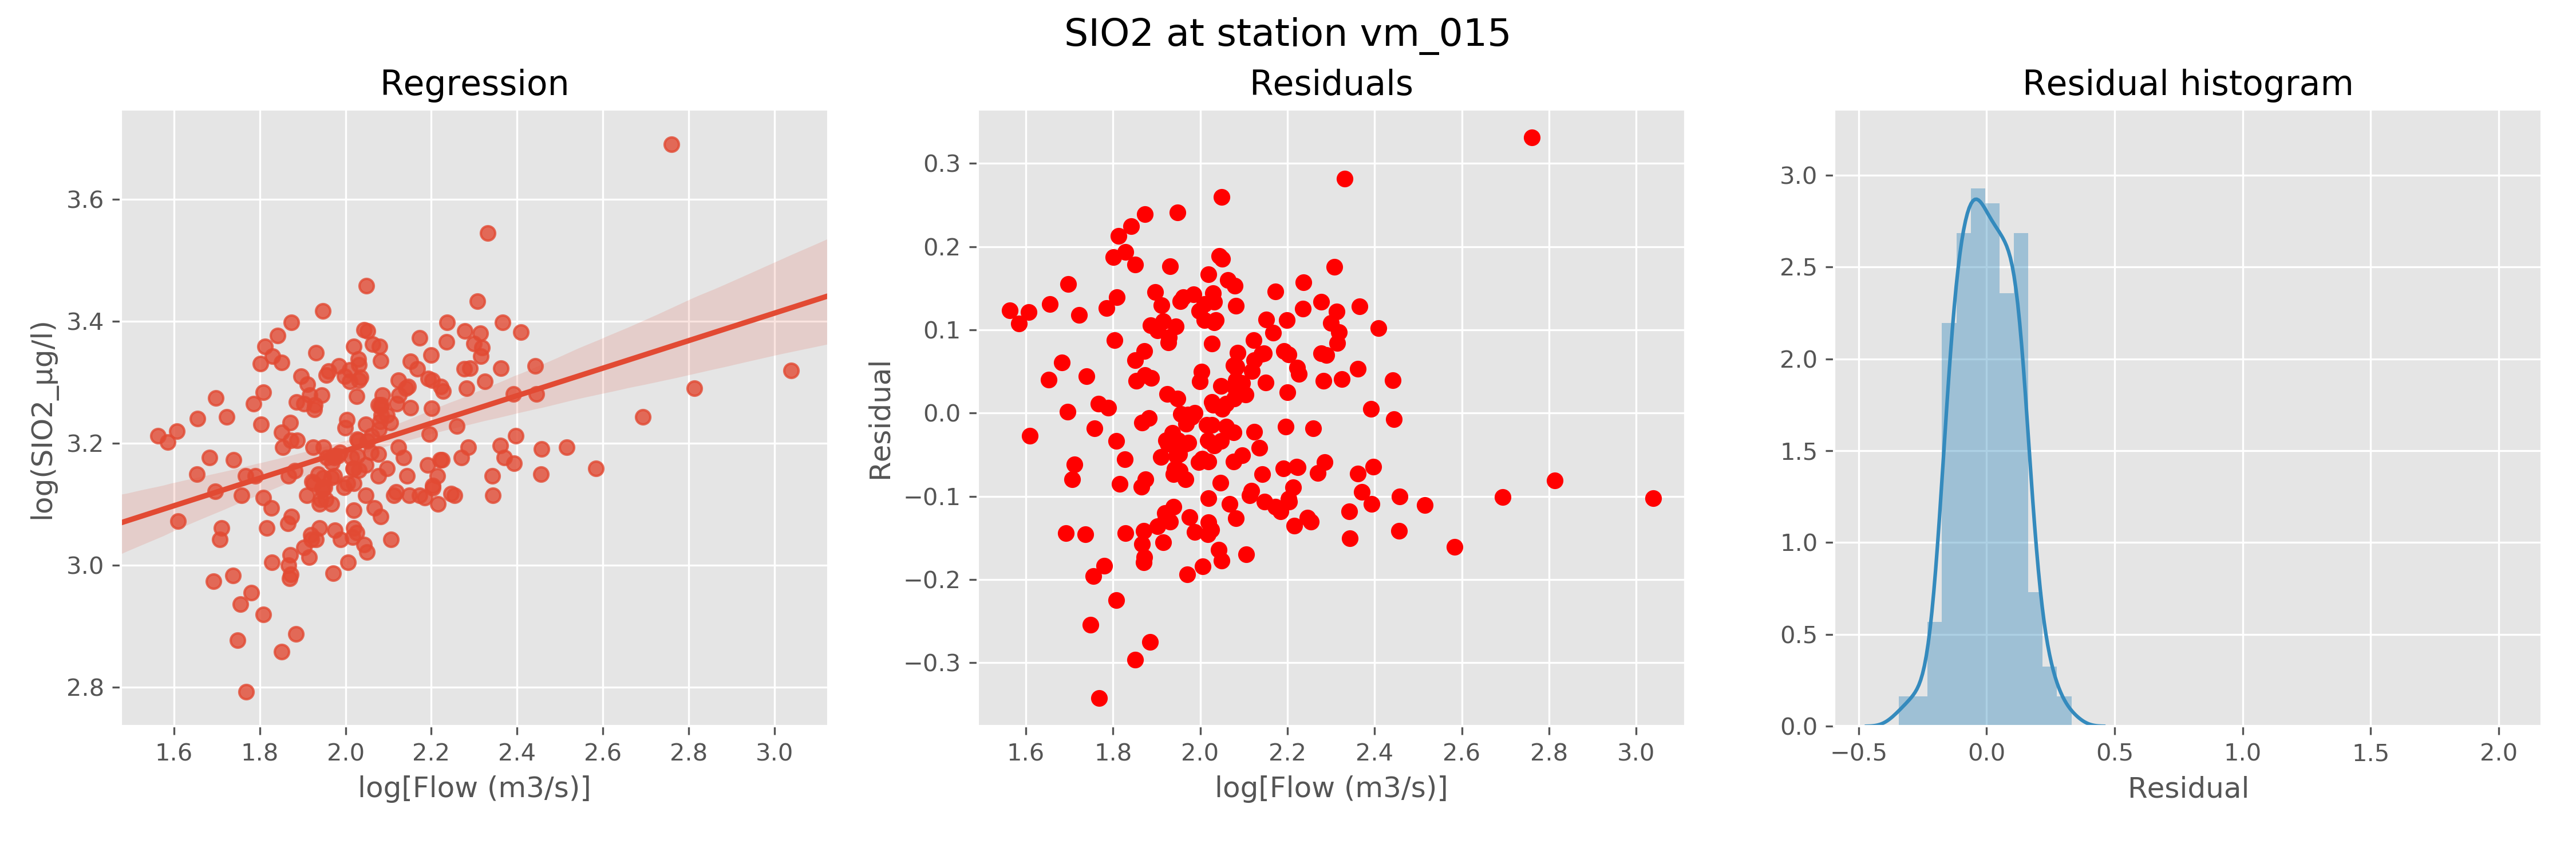 SIO2 at station vm_015
Regression
3.6
3.4
3.2
3.0
2.8
log(SIO2_µg/l)
1.6 1.8 2.0 2.2 2.4 2.6 2.8 3.0
log[Flow (m3/s)]
Residuals
0.3
0.2
0.1
0.0
−0.1
−0.2
−0.3
Residual
1.6 1.8 2.0 2.2 2.4 2.6 2.8 3.0
log[Flow (m3/s)]
Residual histogram
3.0
2.5
2.0
1.5
1.0
0.5
0.0
−0.5 0.0 0.5 1.0 1.5 2.0
Residual